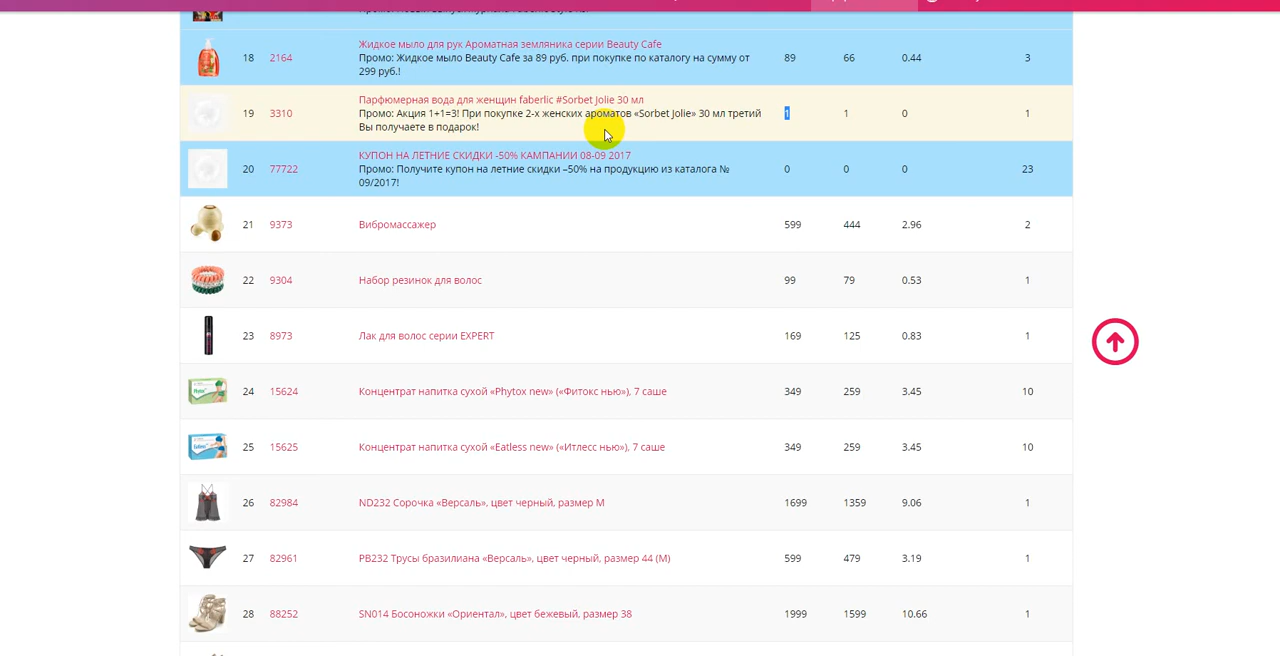 18 2164 Жидкое мыло для рук Ароматная земляника серии Beauty Cafe
Промо: Жидкое мыло Beauty Cafe за 89 руб. при покупке по каталогу на сумму от 89 66 0.44 3
299 руб.!
19 3310 Парфюмерная вода для женщин faberlic #Sorbet Jolie 30 мл
Промо: Акция 1+1=3! При покупке 2-х женских ароматов «Sorbet Jolie» 30 мл третий 1 1 0 1
Вы получаете в подарок!
20 77722 КУПОН НА ЛЕТНИЕ СКИДКИ -50% КАМПАНИИ 08-09 2017
Промо: Получите купон на летние скидки –50% на продукцию из каталога № 0 0 0 23
09/2017!
21 9373 Вибромассажер 599 444 2.96 2
22 9304 Набор резинок для волос 99 79 0.53 1
23 8973 Лак для волос серии EXPERT 169 125 0.83 1
24 15624 Концентрат напитка сухой «Phytox new» («Фитокс нью»), 7 саше 349 259 3.45 10
25 15625 Концентрат напитка сухой «Eatless new» («Итлесс нью»), 7 саше 349 259 3.45 10
26 82984 ND232 Сорочка «Версаль», цвет черный, размер M 1699 1359 9.06 1
27 82961 PB232 Трусы бразилиана «Версаль», цвет черный, размер 44 (M) 599 479 3.19 1
28 88252 SN014 Босоножки «Ориентал», цвет бежевый, размер 38 1999 1599 10.66 1